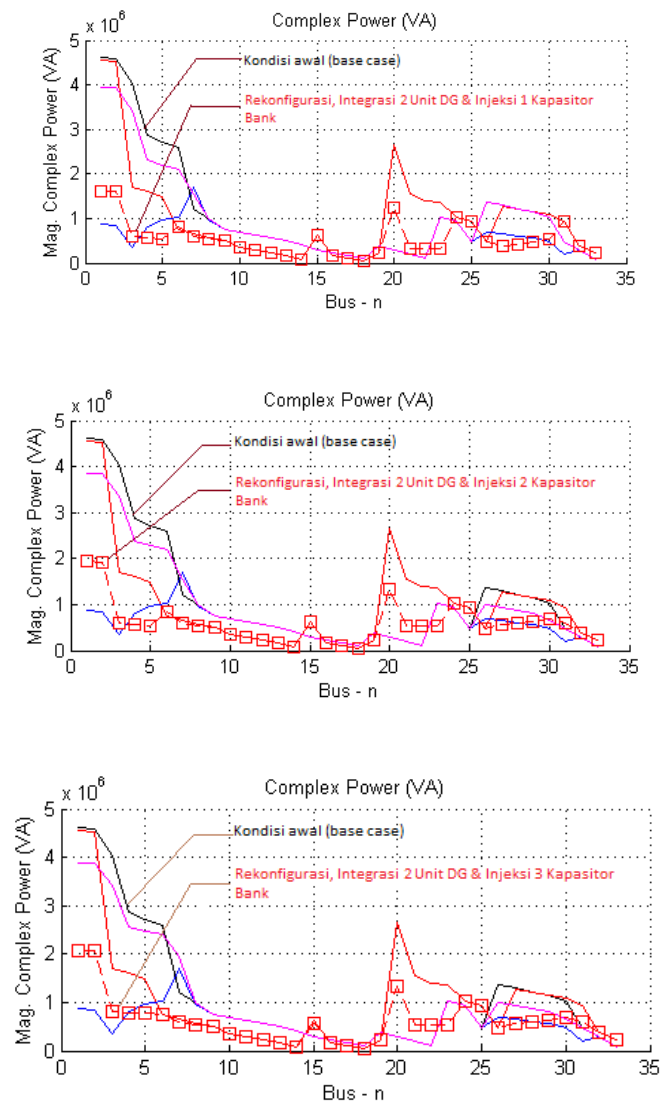 Complex Power (VA)
x 10^6
5
4
3
2
1
0
Mag. Complex Power (VA)
Kondisi awal (base case)
Rekonfigurasi, Integrasi 2 Unit DG & Injeksi 1 Kapasitor
Bank
0 5 10 15 20 25 30 35
Bus - n
Complex Power (VA)
x 10^6
5
4
3
2
1
0
Mag. Complex Power (VA)
Kondisi awal (base case)
Rekonfigurasi, Integrasi 2 Unit DG & Injeksi 2 Kapasitor
Bank
0 5 10 15 20 25 30 35
Bus - n
Complex Power (VA)
x 10^6
5
4
3
2
1
0
Mag. Complex Power (VA)
Kondisi awal (base case)
Rekonfigurasi, Integrasi 2 Unit DG & Injeksi 3 Kapasitor
Bank
0 5 10 15 20 25 30 35
Bus - n